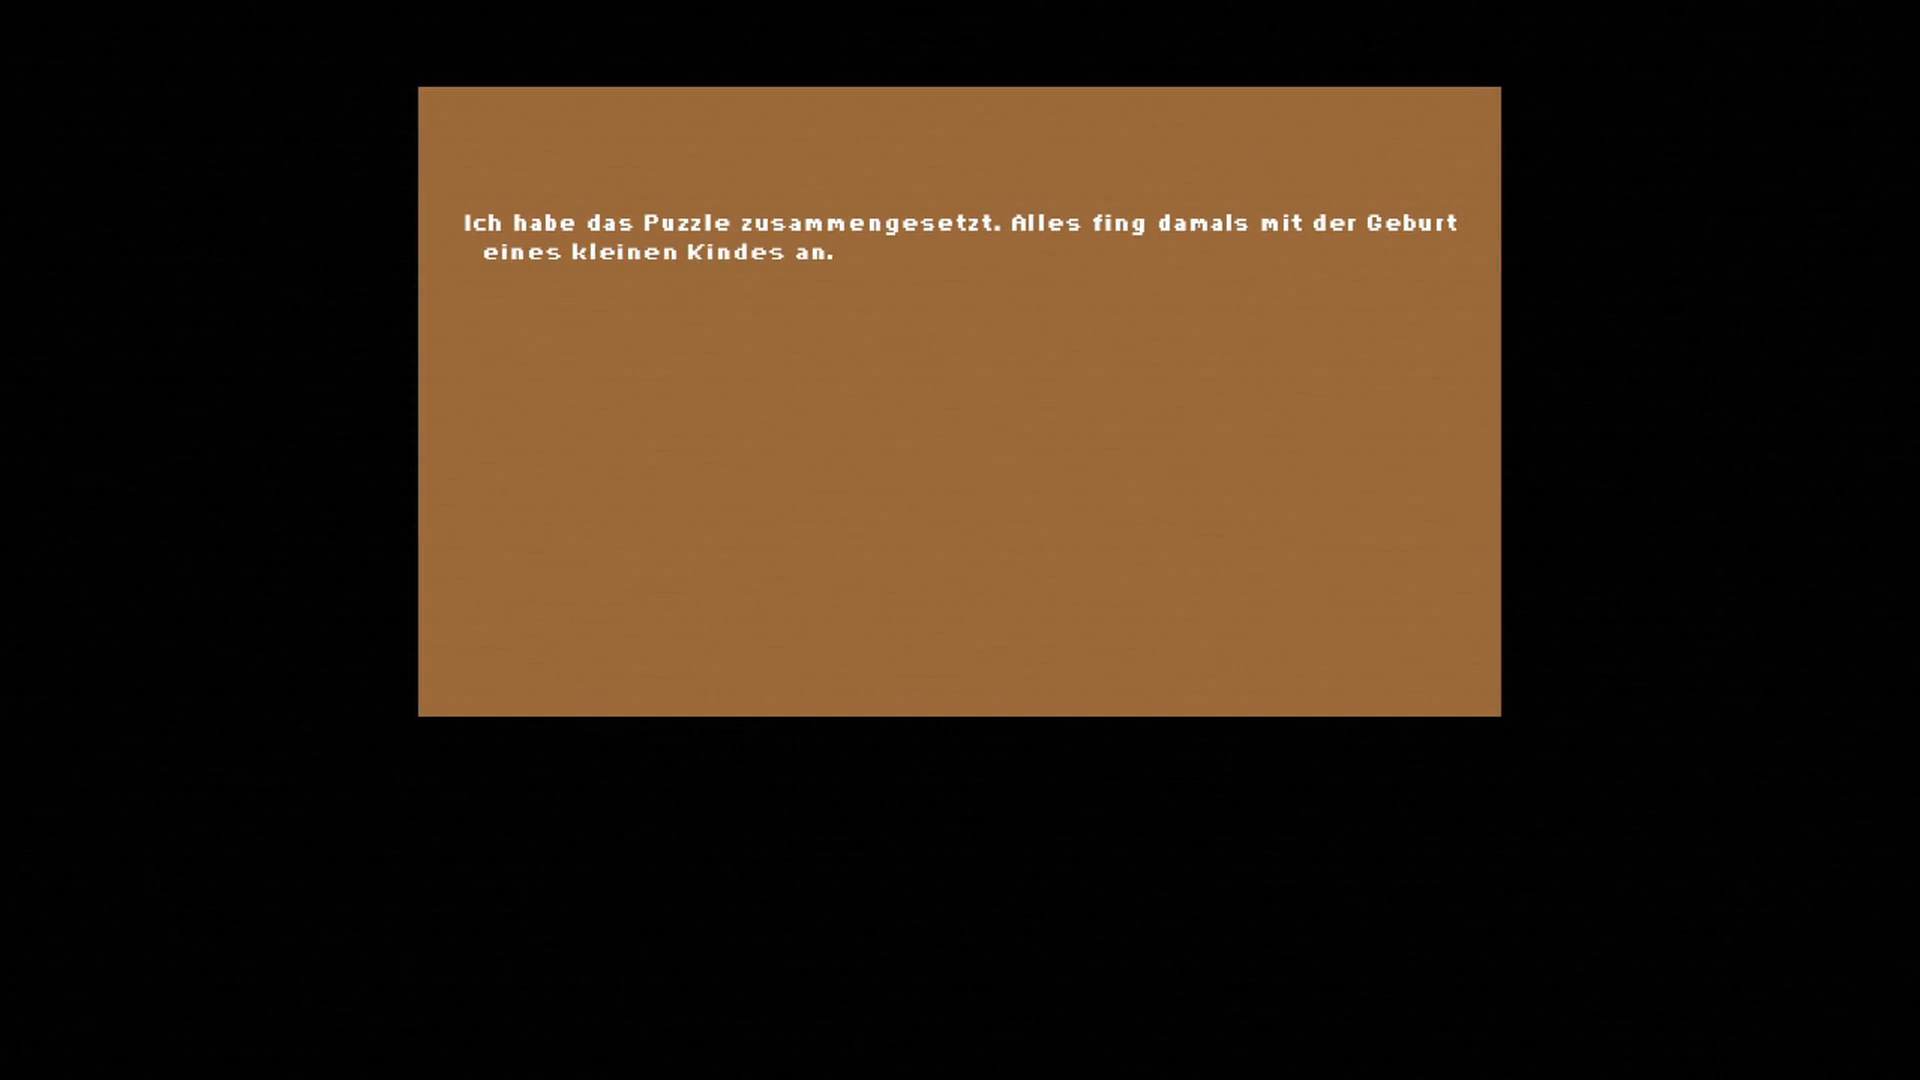 Ich habe das Puzzle zusammengesetzt. Alles fing damals mit der Geburt
eines kleinen Kindes an.